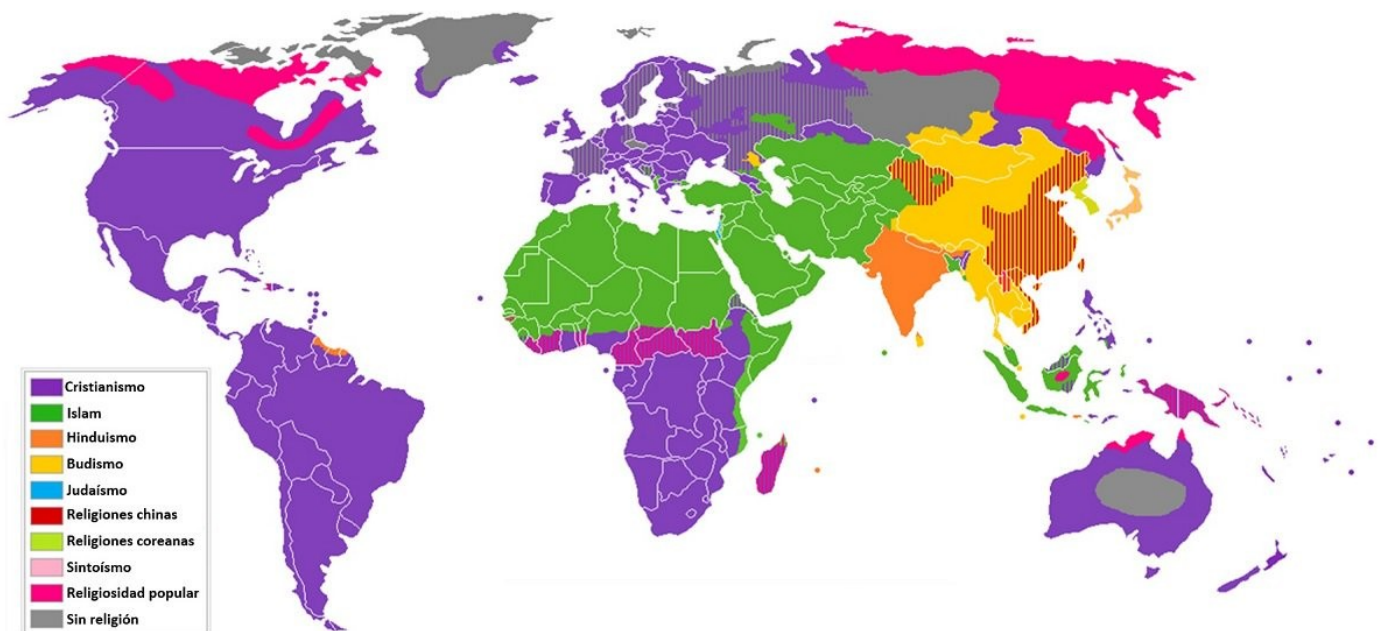 Cristianismo
Islam
Hinduismo
Budismo
Judaísmo
Religiones chinas
Religiones coreanas
Sintoísmo
Religiosidad popular
Sin religión